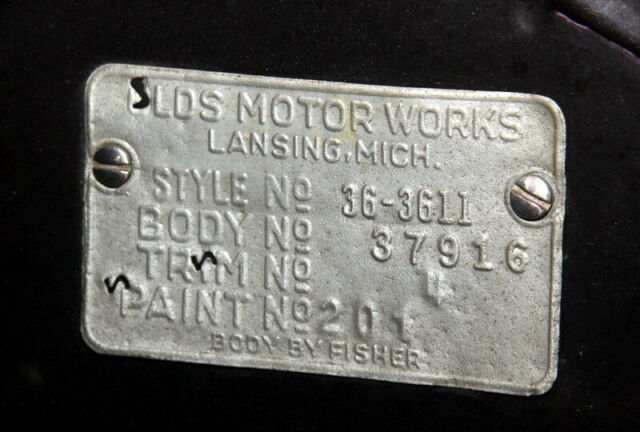 OLDS MOTOR WORKS
LANSING, MICH.
STYLE Nº 36-3611
BODY Nº 37916
TRIM Nº
PAINT Nº 201
BODY BY FISHER